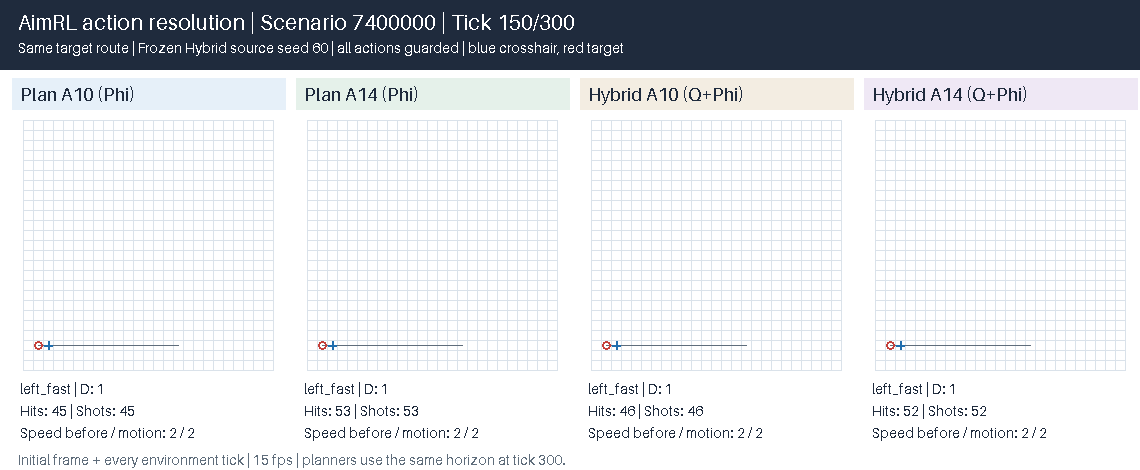 AimRL action resolution | Scenario 7400000 | Tick 150/300
Same target route | Frozen Hybrid source seed 60 | all actions guarded | blue crosshair, red target
Plan A10 (Phi)
left_fast | D: 1
Hits: 45 | Shots: 45
Speed before / motion: 2 / 2
Plan A14 (Phi)
left_fast | D: 1
Hits: 53 | Shots: 53
Speed before / motion: 2 / 2
Hybrid A10 (Q+Phi)
left_fast | D: 1
Hits: 46 | Shots: 46
Speed before / motion: 2 / 2
Hybrid A14 (Q+Phi)
left_fast | D: 1
Hits: 52 | Shots: 52
Speed before / motion: 2 / 2
Initial frame + every environment tick | 15 fps | planners use the same horizon at tick 300.